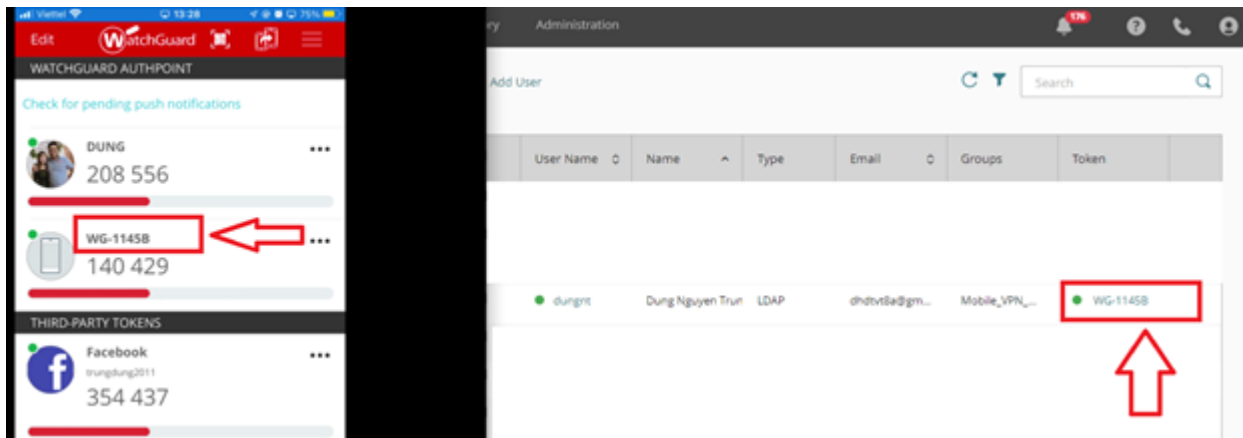 Viettel 13:28 75%
Edit WatchGuard
WATCHGUARD AUTHPOINT
Check for pending push notifications
DUNG
208 556
WG-1145B
140 429
THIRD-PARTY TOKENS
Facebook
trungdung2011
354 437
Administration
176
Add User
Search
User Name Name Type Email Groups Token
dungnt Dung Nguyen Trun LDAP dhdtvt8a@gm... Mobile_VPN_... WG-1145B